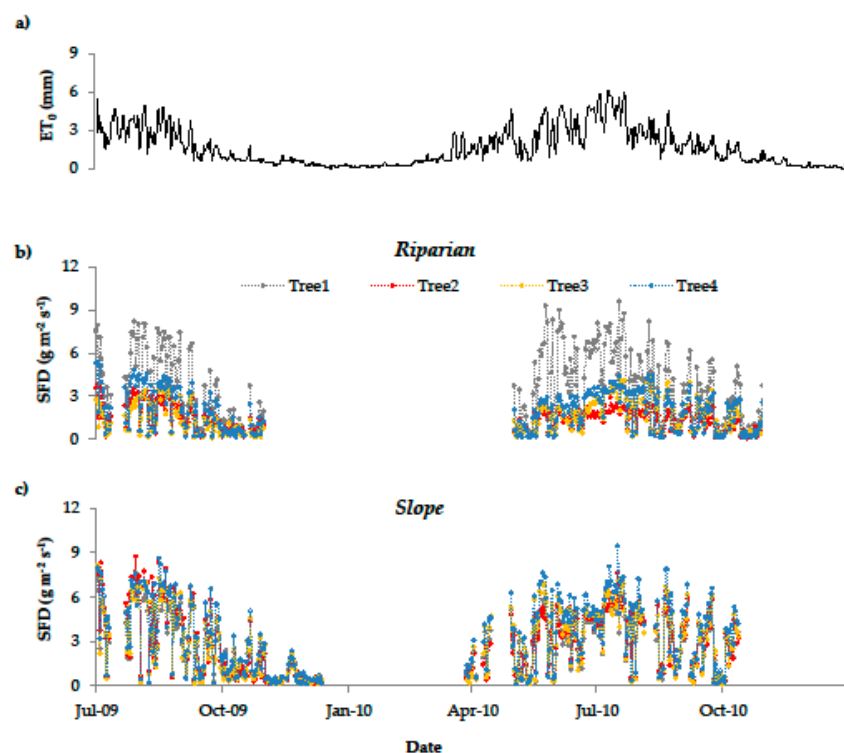 a)
9
6
3
0
ET₀ (mm)
b)
Riparian
12
9
6
3
0
SFD (g m⁻² s⁻¹)
Tree1 Tree2 Tree3 Tree4
c)
Slope
12
9
6
3
0
SFD (g m⁻² s⁻¹)
Jul-09 Oct-09 Jan-10 Apr-10 Jul-10 Oct-10
Date